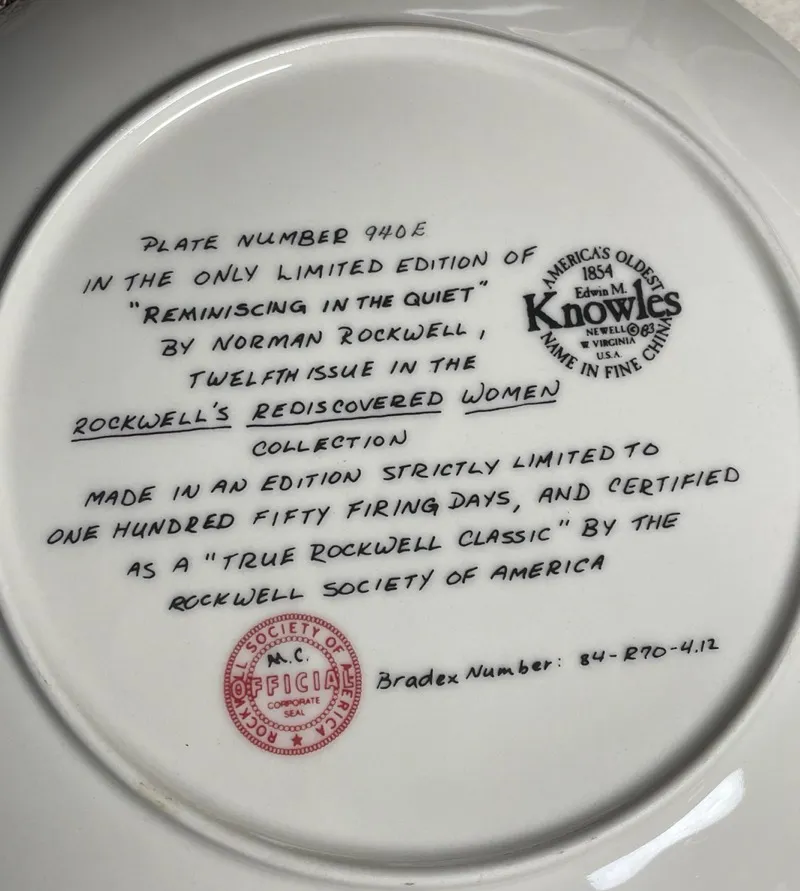 PLATE NUMBER 940E
IN THE ONLY LIMITED EDITION OF
"REMINISCING IN THE QUIET"
BY NORMAN ROCKWELL,
TWELFTH ISSUE IN THE
ROCKWELL'S REDISCOVERED WOMEN
COLLECTION
MADE IN AN EDITION STRICTLY LIMITED TO
ONE HUNDRED FIFTY FIRING DAYS, AND CERTIFIED
AS A "TRUE ROCKWELL CLASSIC" BY THE
ROCKWELL SOCIETY OF AMERICA
AMERICA'S OLDEST
1854
Edwin M.
Knowles
NEWELL ©83
W. VIRGINIA
U.S.A.
NAME IN FINE CHINA
ROCKWELL SOCIETY OF AMERICA
M.C.
OFFICIAL
CORPORATE
SEAL
Bradex Number: 84-R70-4.12